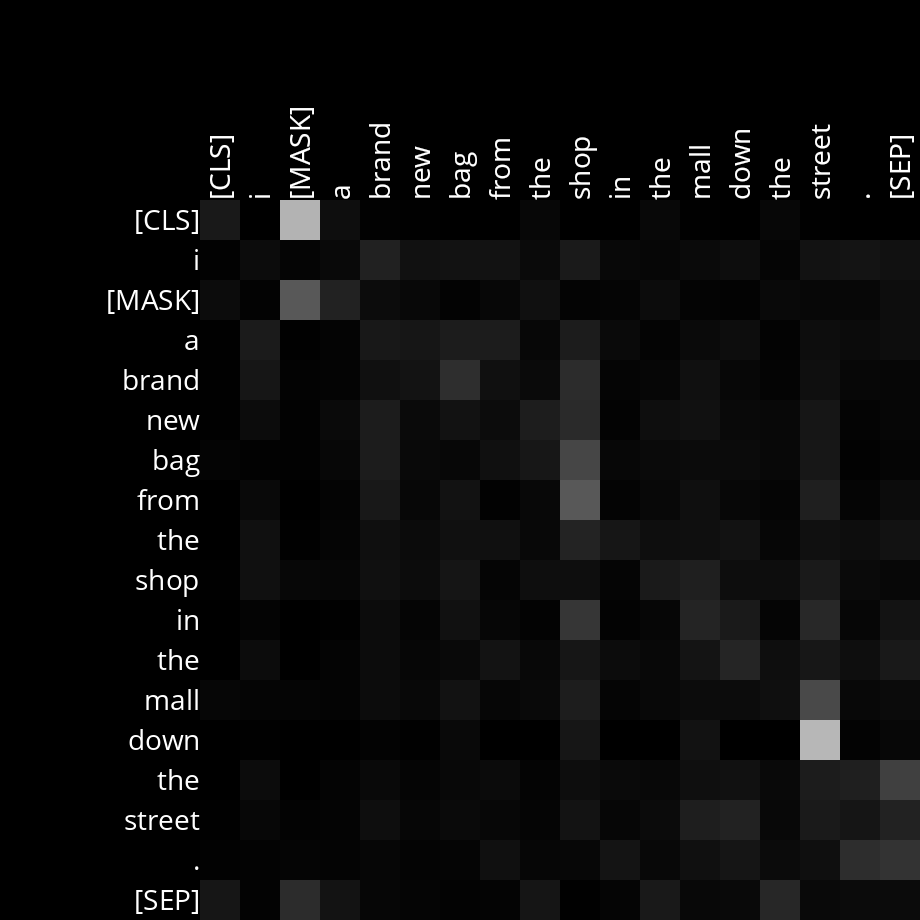 [CLS] i [MASK] a brand new bag from the shop in the mall down the street . [SEP]
[CLS]
i
[MASK]
a
brand
new
bag
from
the
shop
in
the
mall
down
the
street
.
[SEP]